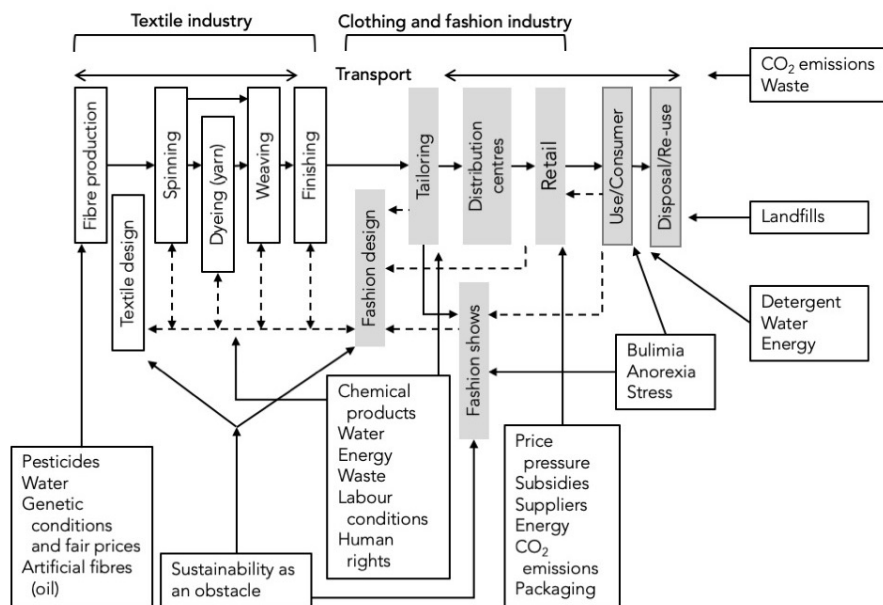 Textile industry
Clothing and fashion industry
Transport
CO₂ emissions
Waste
Fibre production
Textile design
Spinning
Dyeing (yarn)
Weaving
Finishing
Fashion design
Tailoring
Distribution
centres
Retail
Use/Consumer
Disposal/Re-use
Fashion shows
Landfills
Detergent
Water
Energy
Bulimia
Anorexia
Stress
Chemical
products
Water
Energy
Waste
Labour
conditions
Human
rights
Price
pressure
Subsidies
Suppliers
Energy
CO₂
emissions
Packaging
Pesticides
Water
Genetic
conditions
and fair prices
Artificial fibres
(oil)
Sustainability as
an obstacle